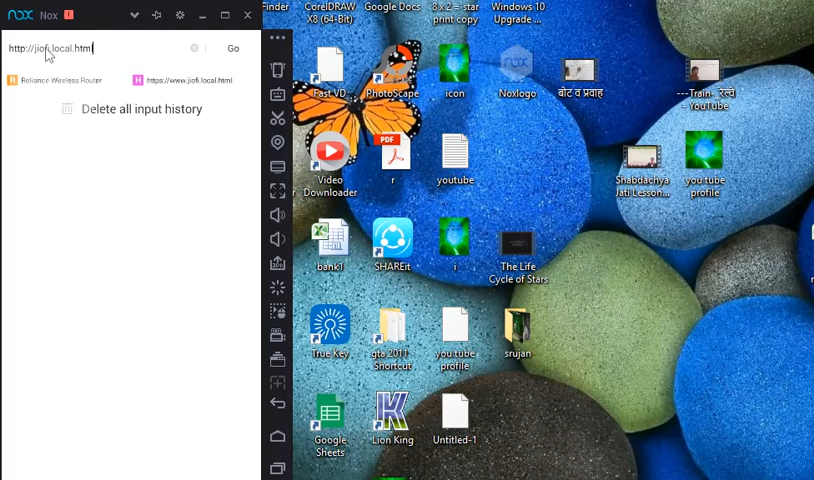 nox Nox
http://jiofi.local.html
Go
Reliance Wireless Router
https://www.jiofi.local.html
Delete all input history
Finder
CorelDRAW
X8 (64-Bit)
Google Docs
8 x 2 = star
print copy
Windows 10
Upgrade ...
Fast VD
PhotoScape
icon
Noxlogo
बोट व प्रवाह
---Train-_रेल्वे
- YouTube
Video
Downloader
PDF
r
youtube
Shabdachya
Jati Lesson...
you tube
profile
bank1
SHAREit
i
The Life
Cycle of Stars
True Key
gta 2011
Shortcut
you tube
profile
srujan
Google
Sheets
Lion King
Untitled-1